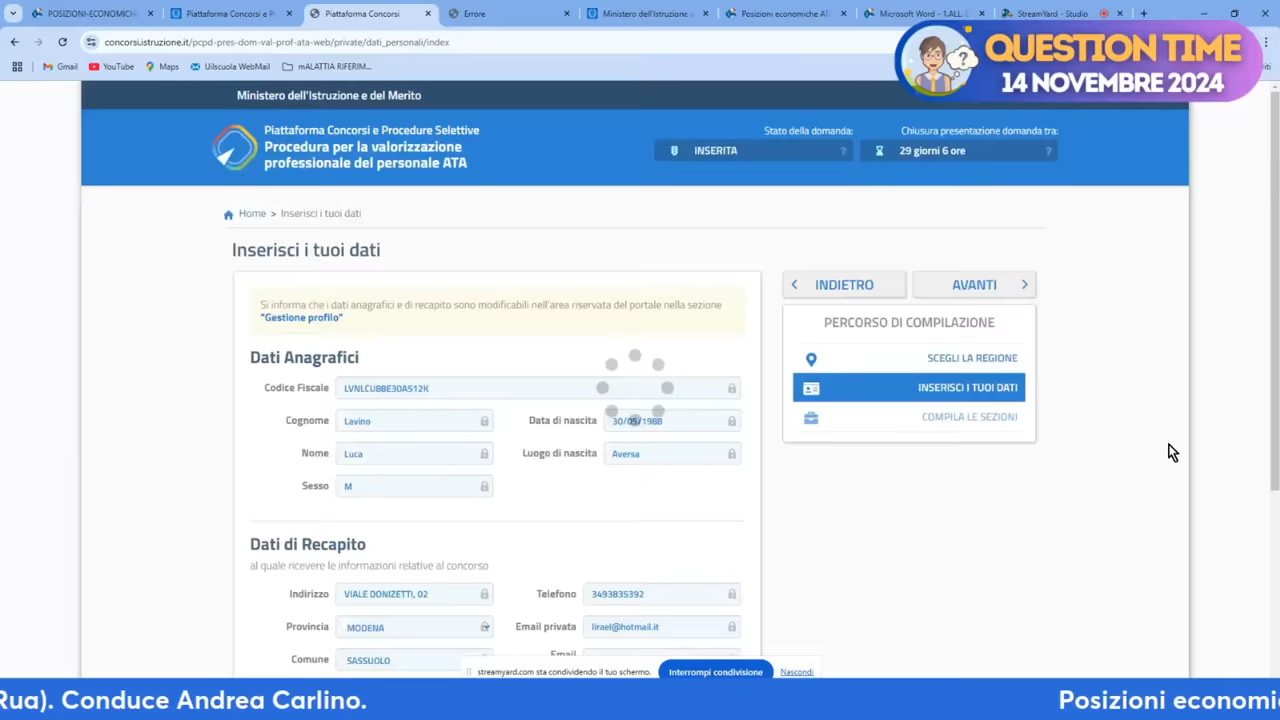 POSIZIONI-ECONOMICH
Piattaforma Concorsi e P
Piattaforma Concorsi
Errore
Ministero dell'Istruzione e
Posizioni economiche AT
Microsoft Word - 1.ALL.
StreamYard - Studio
concorsi.istruzione.it/pcpd-pres-dom-val-prof-ata-web/private/dati_personali/index
Gmail
YouTube
Maps
Uilscuola WebMail
mALATTIA RIFERIM...
QUESTION TIME
14 NOVEMBRE 2024
Ministero dell'Istruzione e del Merito
Piattaforma Concorsi e Procedure Selettive
Procedura per la valorizzazione
professionale del personale ATA
Stato della domanda:
INSERITA ?
Chiusura presentazione domanda tra:
29 giorni 6 ore ?
Home > Inserisci i tuoi dati
Inserisci i tuoi dati
Si informa che i dati anagrafici e di recapito sono modificabili nell'area riservata del portale nella sezione
"Gestione profilo"
Dati Anagrafici
Codice Fiscale LVNLCU88E30A512K
Cognome Lavino Data di nascita 30/05/1988
Nome Luca Luogo di nascita Aversa
Sesso M
Dati di Recapito
al quale ricevere le informazioni relative al concorso
Indirizzo VIALE DONIZETTI, 02 Telefono 3493835392
Provincia MODENA Email privata lirael@hotmail.it
Comune SASSUOLO Email
INDIETRO AVANTI
PERCORSO DI COMPILAZIONE
SCEGLI LA REGIONE
INSERISCI I TUOI DATI
COMPILA LE SEZIONI
streamyard.com sta condividendo il tuo schermo. Interrompi condivisione Nascondi
Rua). Conduce Andrea Carlino. Posizioni economi